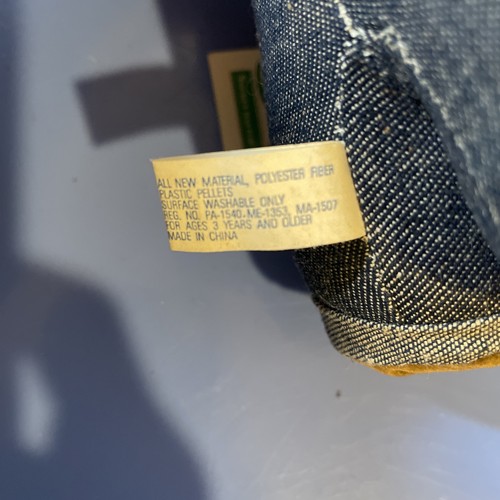 ALL NEW MATERIAL, POLYESTER FIBER
PLASTIC PELLETS
SURFACE WASHABLE ONLY
REG. NO. PA-1540. ME-1353, MA-1507
FOR AGES 3 YEARS AND OLDER
MADE IN CHINA